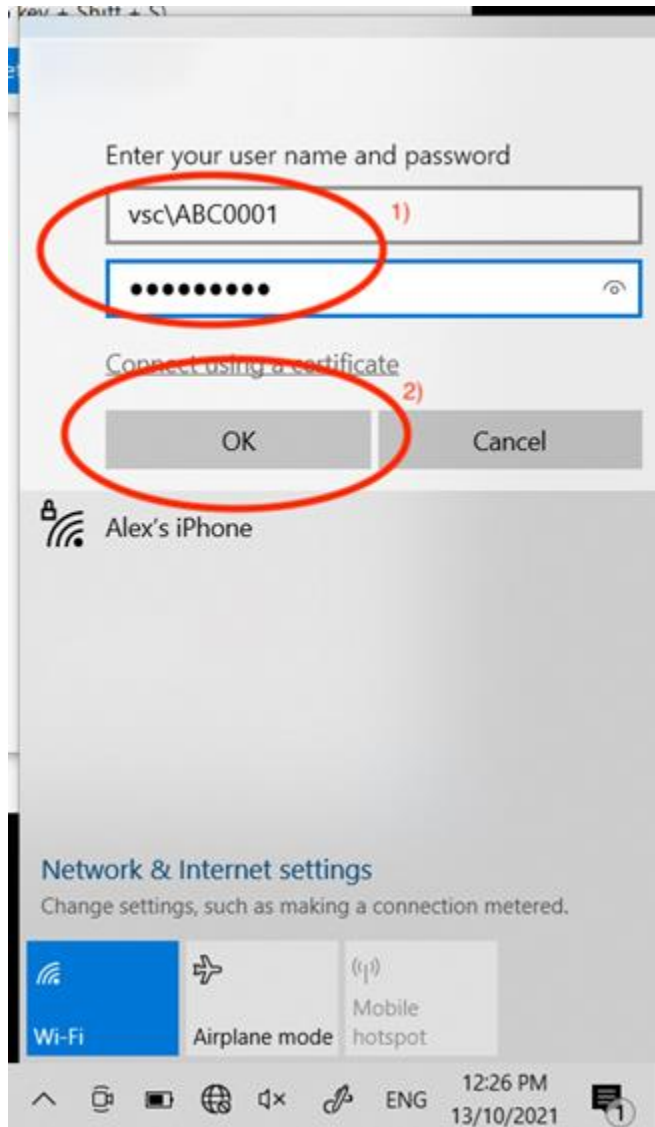 key + Shift + S)
Enter your user name and password
vsc\ABC0001 1)
•••••••••
Connect using a certificate
2)
OK Cancel
Alex's iPhone
Network & Internet settings
Change settings, such as making a connection metered.
Mobile
Wi-Fi Airplane mode hotspot
12:26 PM
ENG
13/10/2021
1